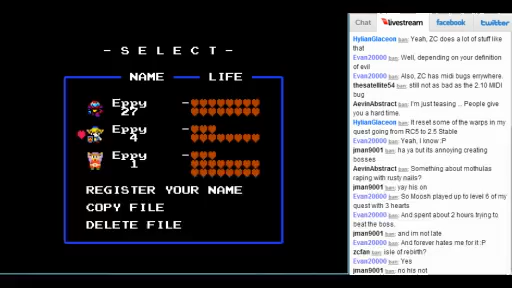 - S E L E C T -
NAME
LIFE
Eppy
27
Eppy
4
Eppy
1
REGISTER YOUR NAME
COPY FILE
DELETE FILE
Chat
livestream
facebook
twitter
HylianGlaceon ban: Yeah, ZC does a lot of stuff like
that
Evan20000 ban: Well, depending on your definition
of evil
Evan20000 ban: Also, ZC has midi bugs everywhere.
thesatellite54 ban: still not as bad as the 2.10 MIDI
bug
AevinAbstract ban: I'm just teasing ... People give
you a hard time.
HylianGlaceon ban: It reset some of the warps in my
quest going from RC5 to 2.5 Stable
Evan20000 ban: Yeah, I know :P
jman9001 ban: ha ya but its annoying creating
bosses
AevinAbstract ban: Something about mothulas
raping with rusty nails?
jman9001 ban: yay his on
Evan20000 ban: So Moosh played up to level 6 of my
quest with 3 hearts
Evan20000 ban: And spent about 2 hours trying to
beat the boss.
jman9001 ban: and im not late
Evan20000 ban: And forever hates me for it :P
zcfan ban: isle of rebirth?
Evan20000 ban: Yes
jman9001 ban: no his not